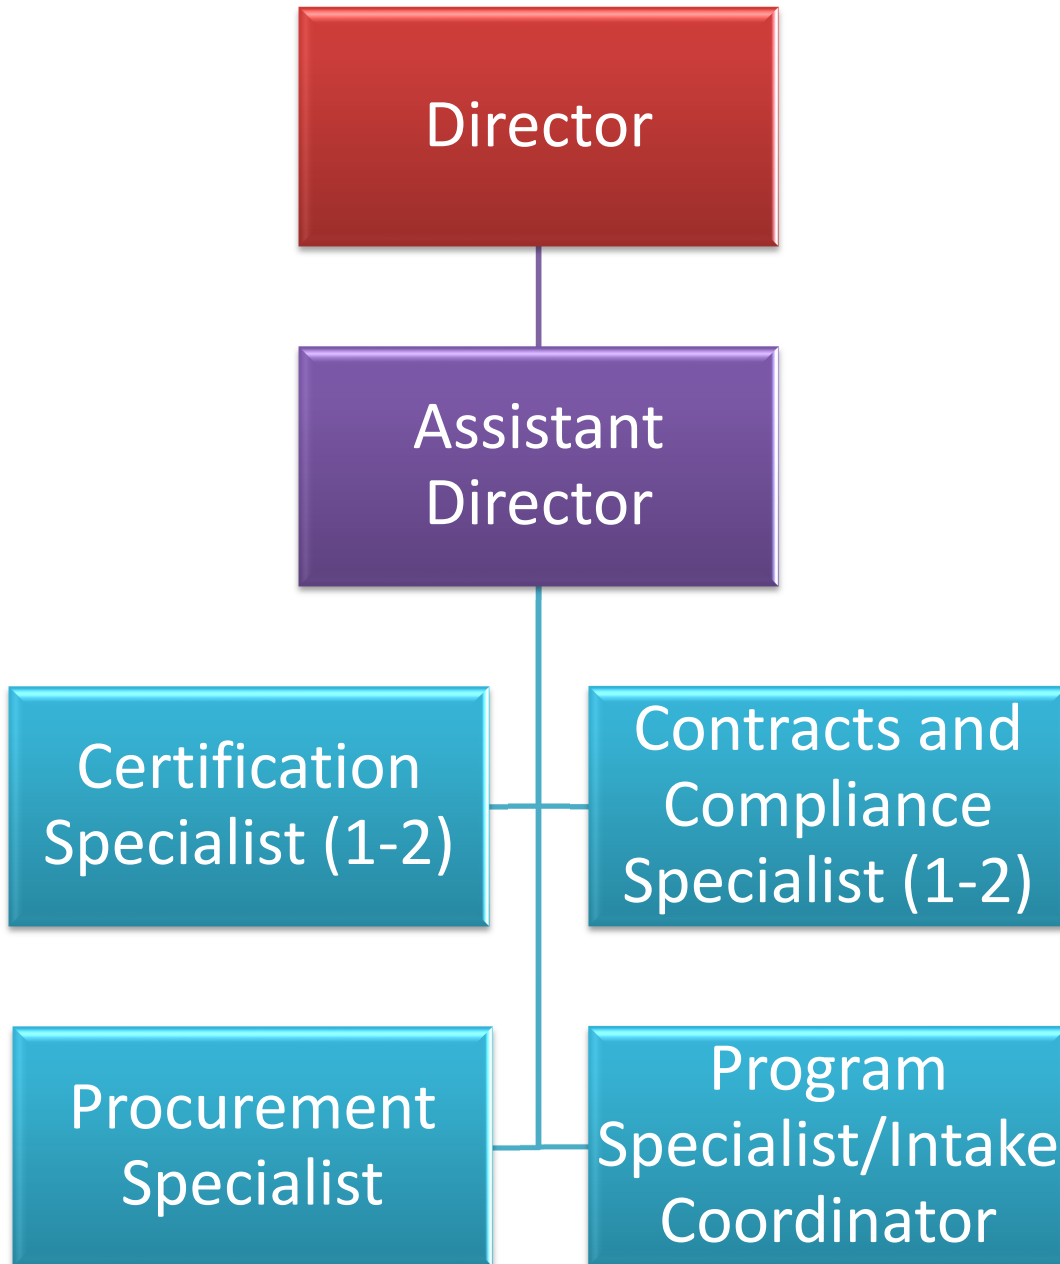 Director
Assistant
Director
Certification
Specialist (1-2)
Contracts and
Compliance
Specialist (1-2)
Procurement
Specialist
Program
Specialist/Intake
Coordinator